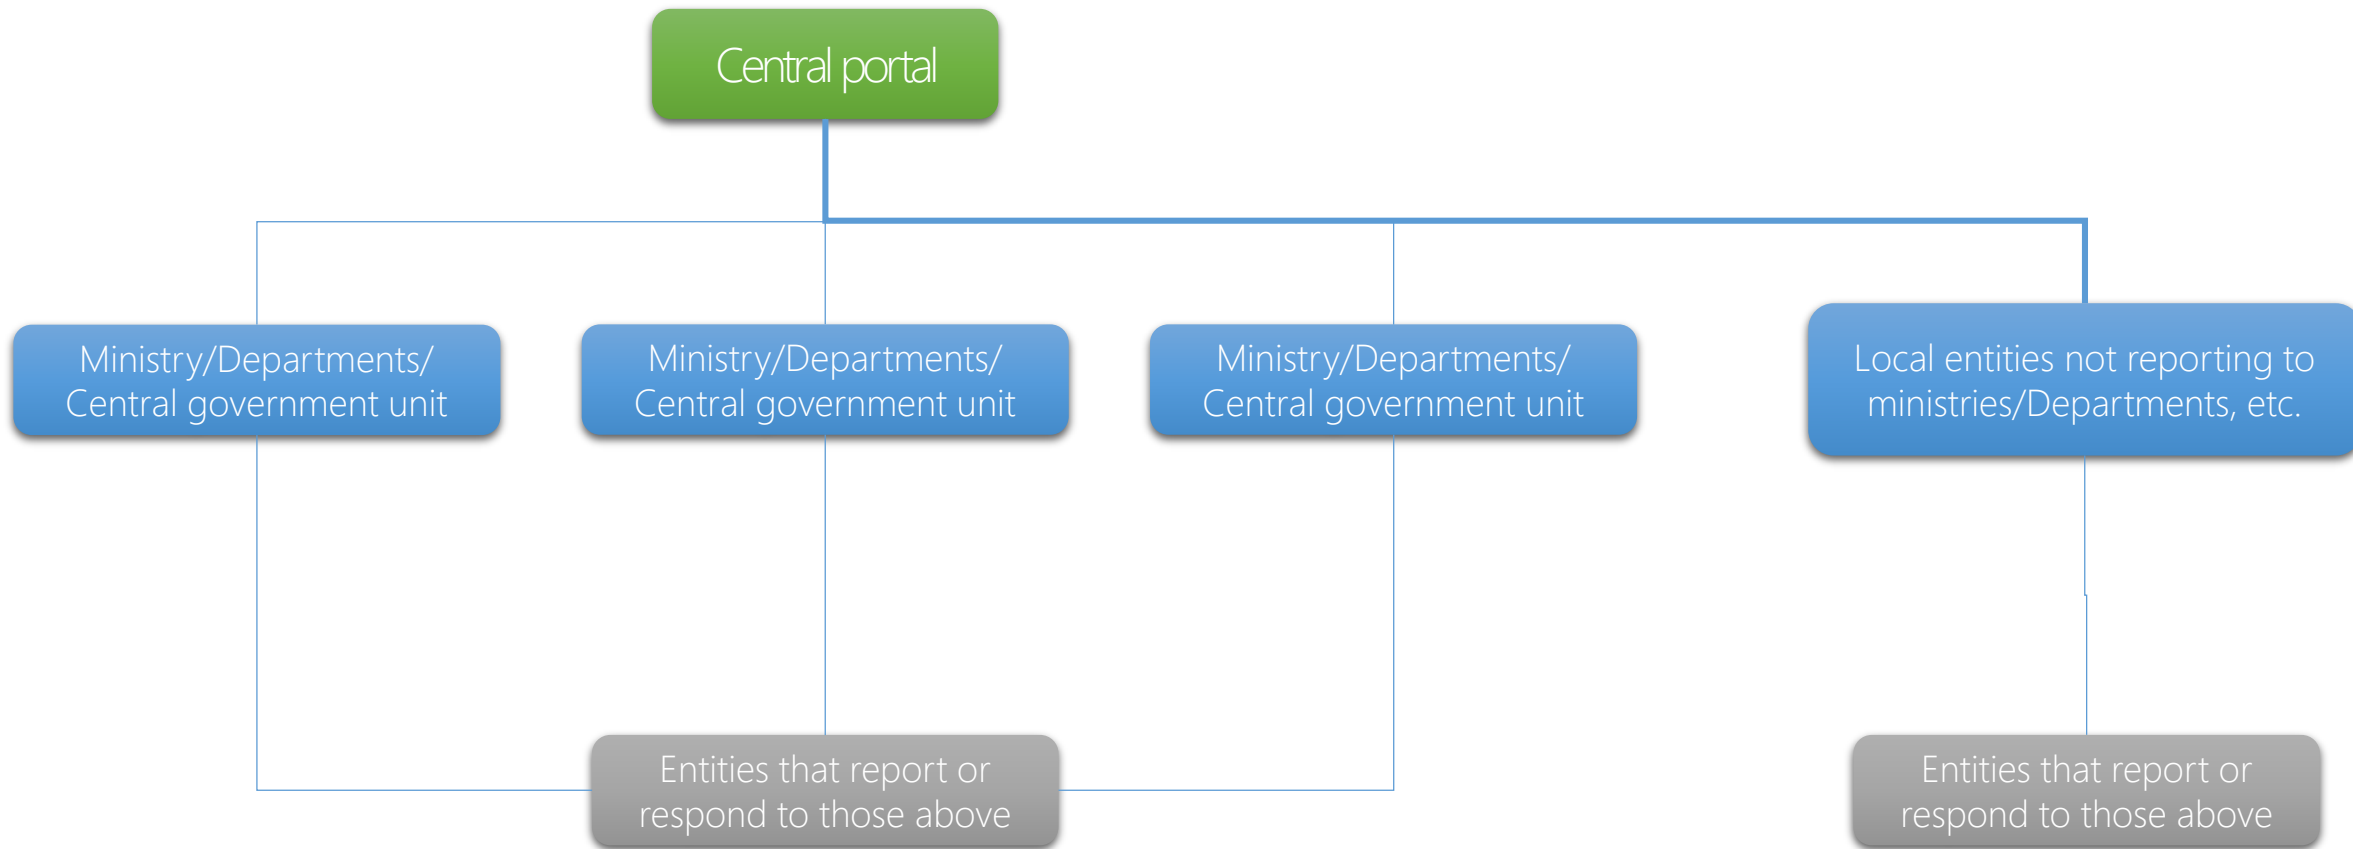 Central portal
Ministry/Departments/
Central government unit
Ministry/Departments/
Central government unit
Ministry/Departments/
Central government unit
Local entities not reporting to
ministries/Departments, etc.
Entities that report or
respond to those above
Entities that report or
respond to those above